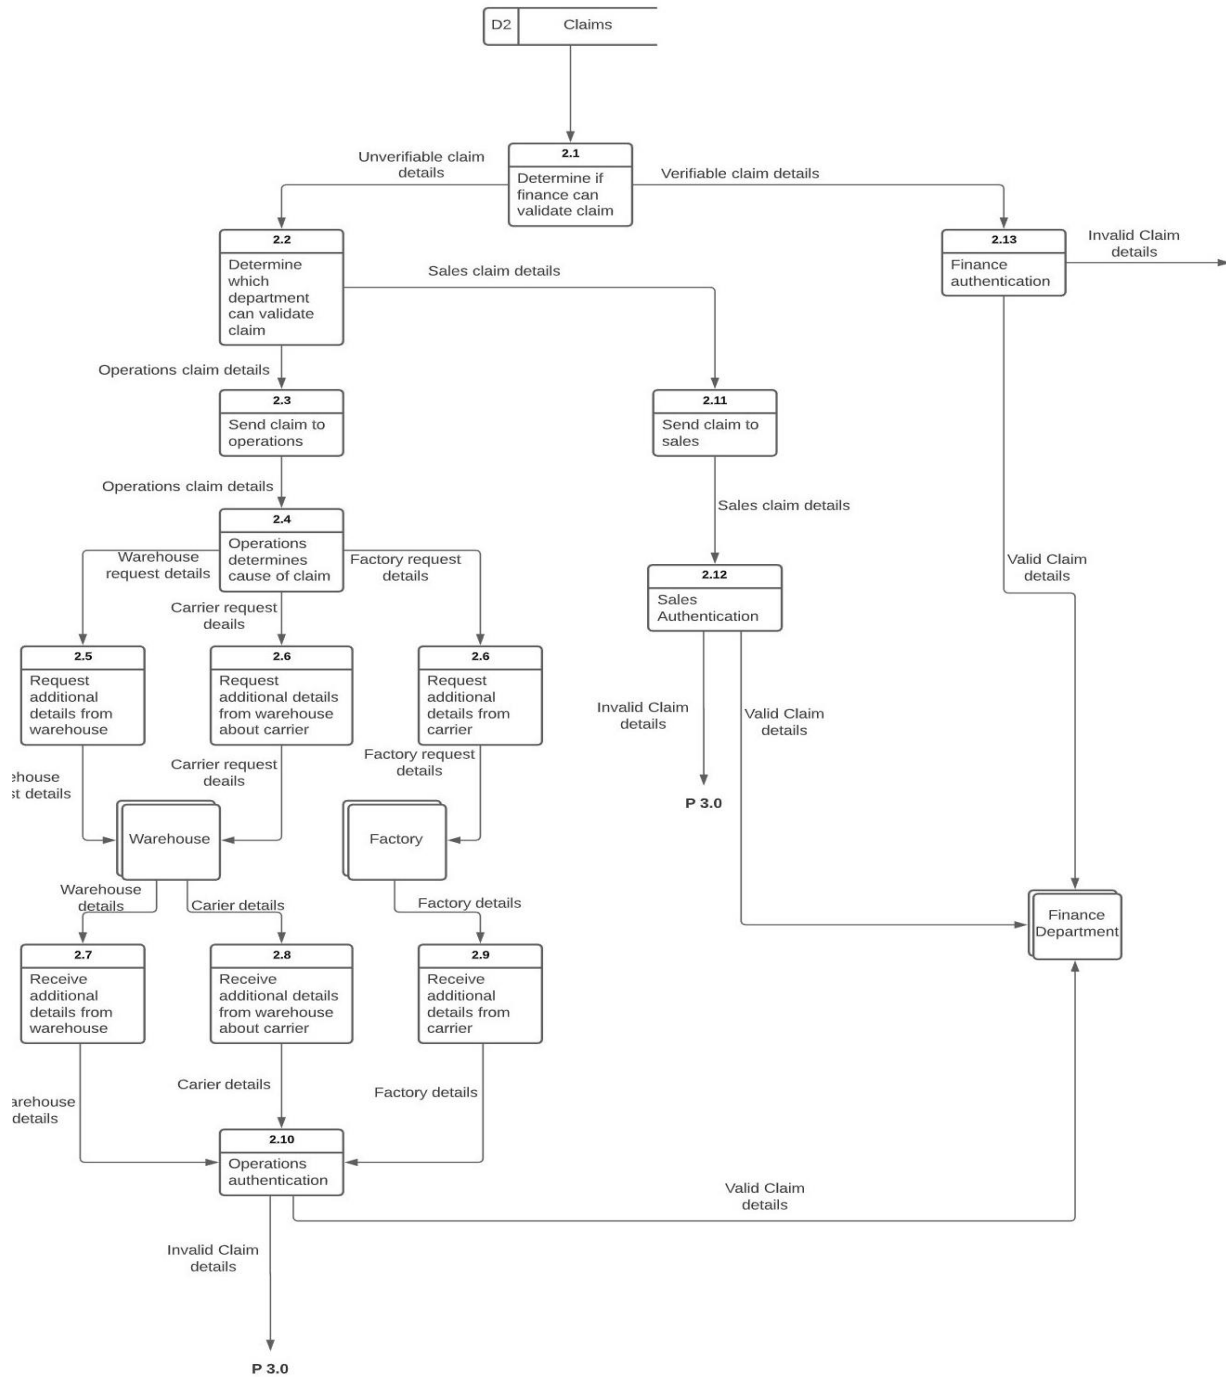 D2
Claims
2.1
Determine if
finance can
validate claim
Unverifiable claim
details
Verifiable claim details
2.2
Determine
which
department
can validate
claim
Sales claim details
2.13
Finance
authentication
Invalid Claim
details
Operations claim details
2.3
Send claim to
operations
2.11
Send claim to
sales
Operations claim details
Sales claim details
2.4
Operations
determines
cause of claim
Warehouse
request details
Factory request
details
Carrier request
deails
2.12
Sales
Authentication
Valid Claim
details
2.5
Request
additional
details from
warehouse
2.6
Request
additional details
from warehouse
about carrier
2.6
Request
additional
details from
carrier
Invalid Claim
details
Valid Claim
details
ehouse
st details
Carrier request
deails
Factory request
details
P 3.0
Warehouse
Factory
Warehouse
details
Carier details
Factory details
Finance
Department
2.7
Receive
additional
details from
warehouse
2.8
Receive
additional details
from warehouse
about carrier
2.9
Receive
additional
details from
carrier
arehouse
details
Carier details
Factory details
2.10
Operations
authentication
Valid Claim
details
Invalid Claim
details
P 3.0